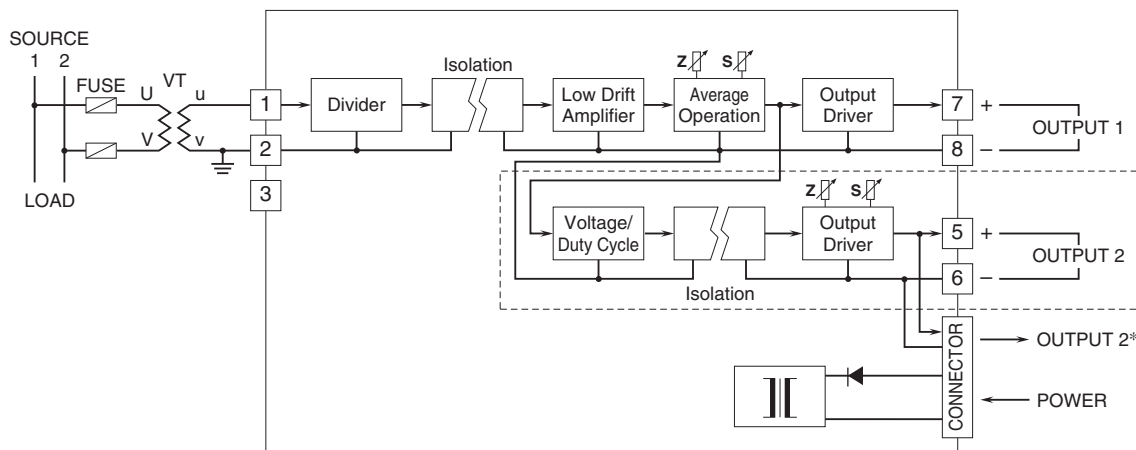 SOURCE
1 2
FUSE
VT
U
u
V
v
LOAD
1
2
3
Divider
Isolation
Low Drift
Amplifier
Z S
Average
Operation
Output
Driver
7 +
8 –
OUTPUT 1
Voltage/
Duty Cycle
Isolation
Z S
Output
Driver
5 +
6 –
OUTPUT 2
CONNECTOR
OUTPUT 2*
POWER